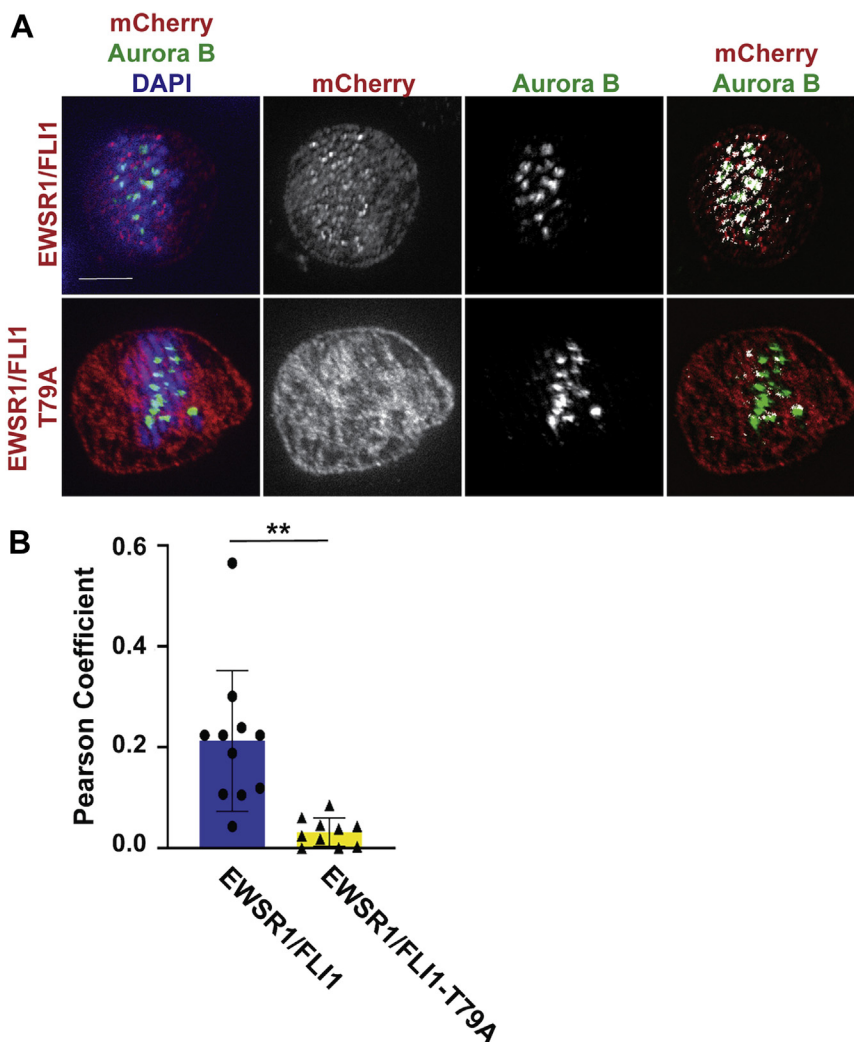 A
mCherry
Aurora B
DAPI
mCherry
Aurora B
mCherry
Aurora B
EWSR1/FLI1
EWSR1/FLI1
T79A
B
**
Pearson Coefficient
0.6
0.4
0.2
0.0
EWSR1/FLI1
EWSR1/FLI1-T79A